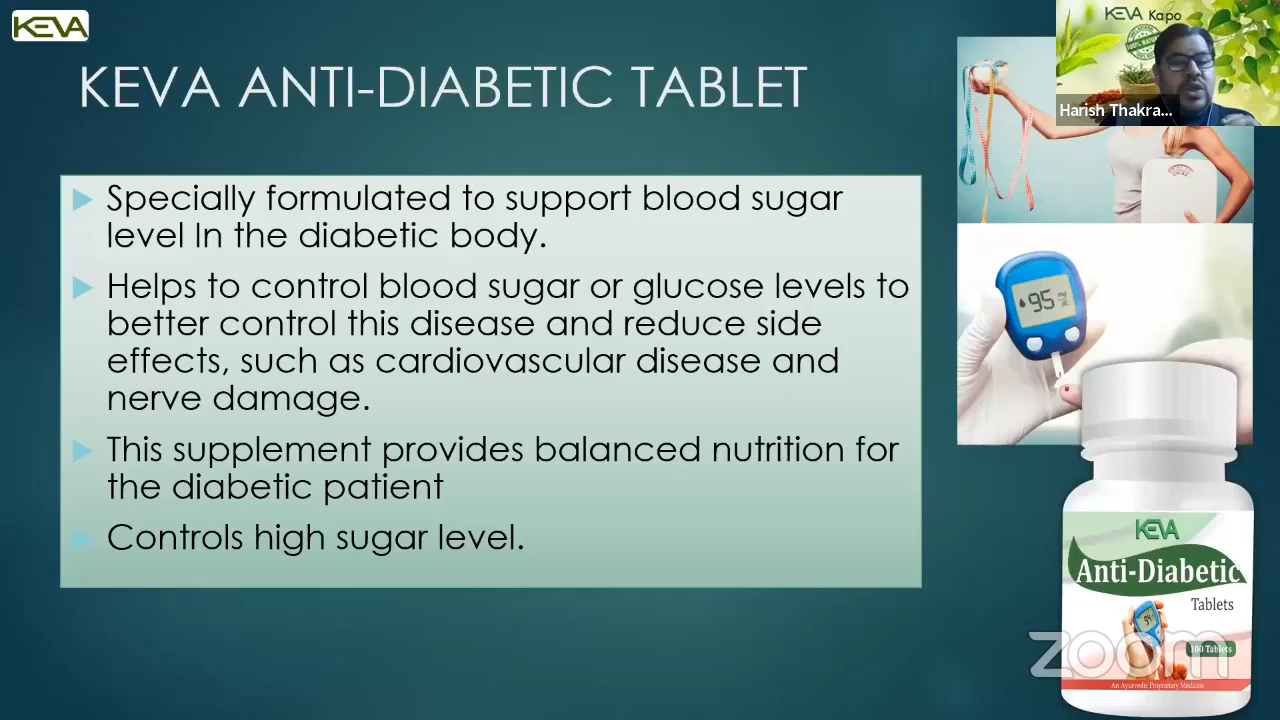 KEVA
KEVA ANTI-DIABETIC TABLET
KEVA Kapo
Harish Thakra...
Specially formulated to support blood sugar
level In the diabetic body.
Helps to control blood sugar or glucose levels to
better control this disease and reduce side
effects, such as cardiovascular disease and
nerve damage.
This supplement provides balanced nutrition for
the diabetic patient
Controls high sugar level.
95 mg
KEVA
Anti-Diabetic
Tablets
100 Tablets
An Ayurvedic Proprietary Medicine
zoom